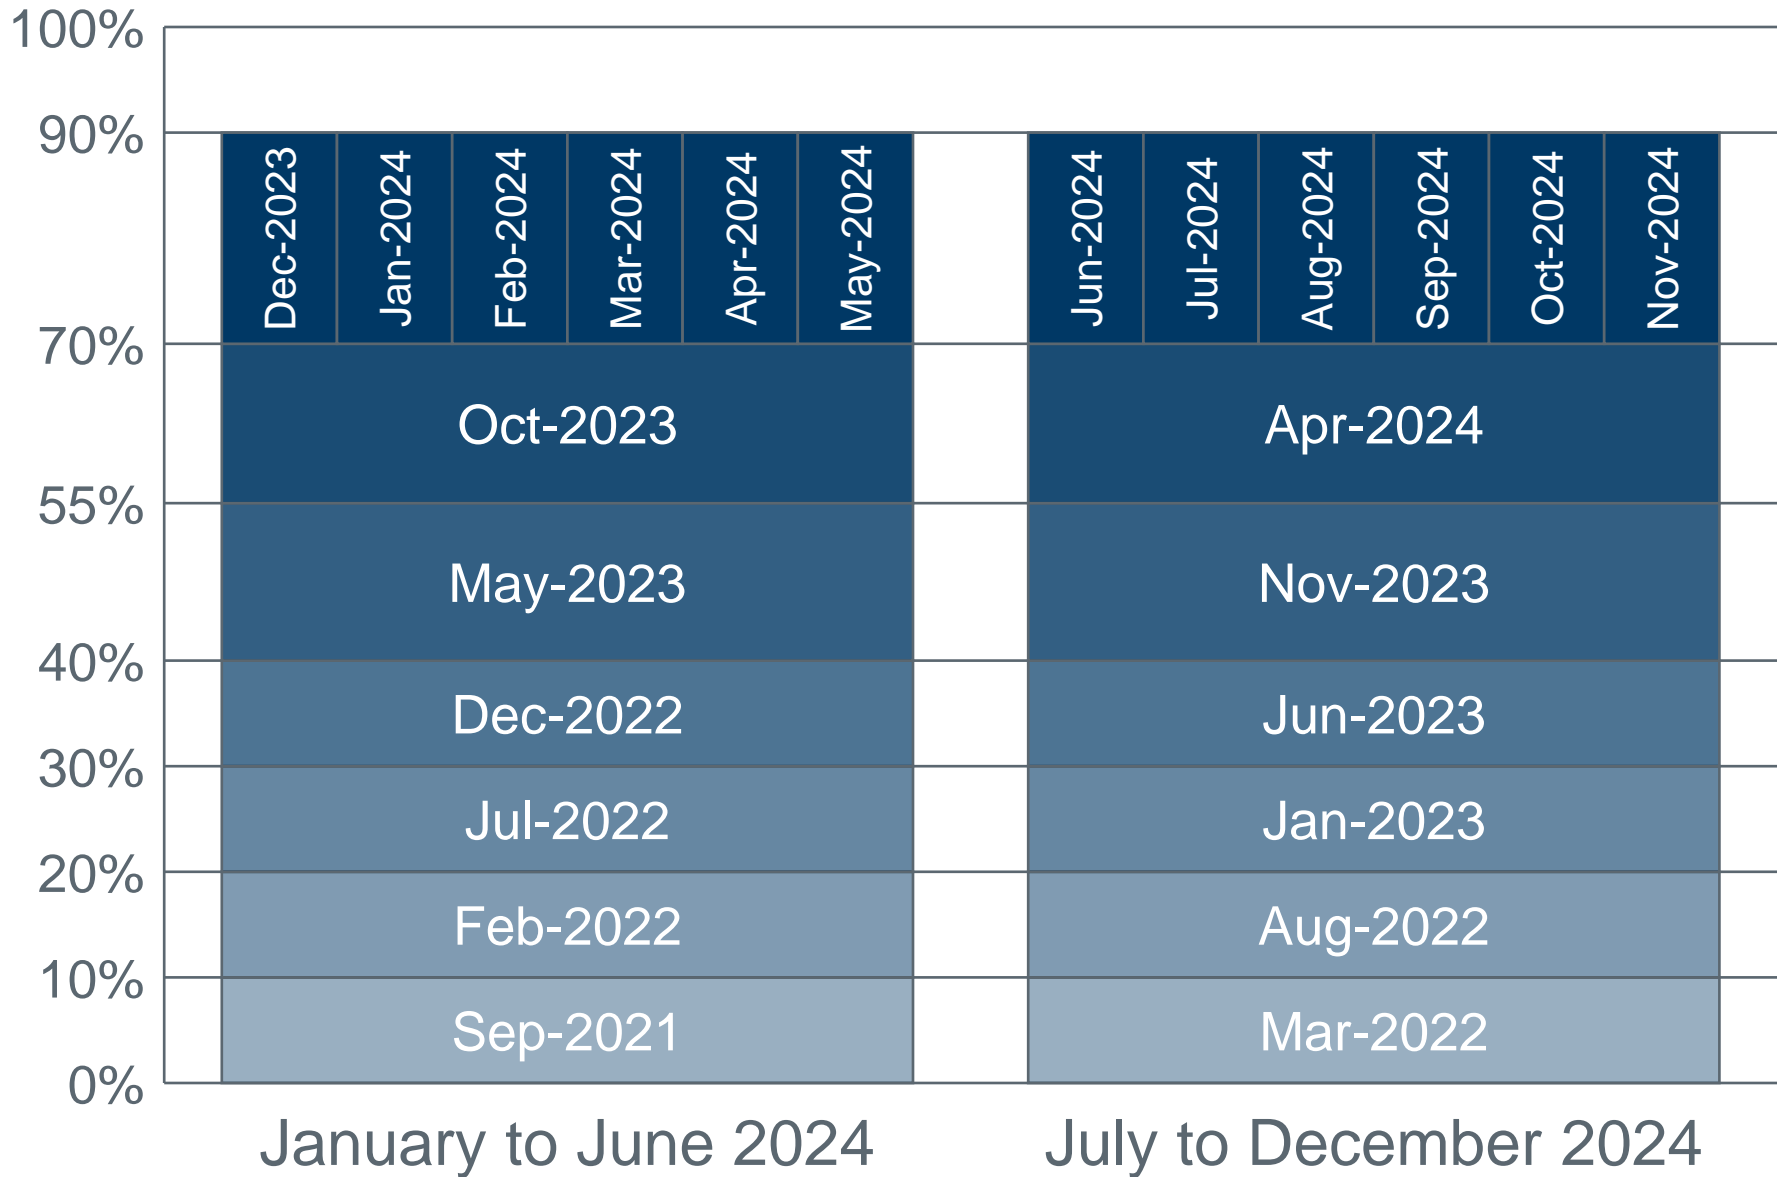 100%
90%
70%
55%
40%
30%
20%
10%
0%
Dec-2023
Jan-2024
Feb-2024
Mar-2024
Apr-2024
May-2024
Oct-2023
May-2023
Dec-2022
Jul-2022
Feb-2022
Sep-2021
Jun-2024
Jul-2024
Aug-2024
Sep-2024
Oct-2024
Nov-2024
Apr-2024
Nov-2023
Jun-2023
Jan-2023
Aug-2022
Mar-2022
January to June 2024
July to December 2024